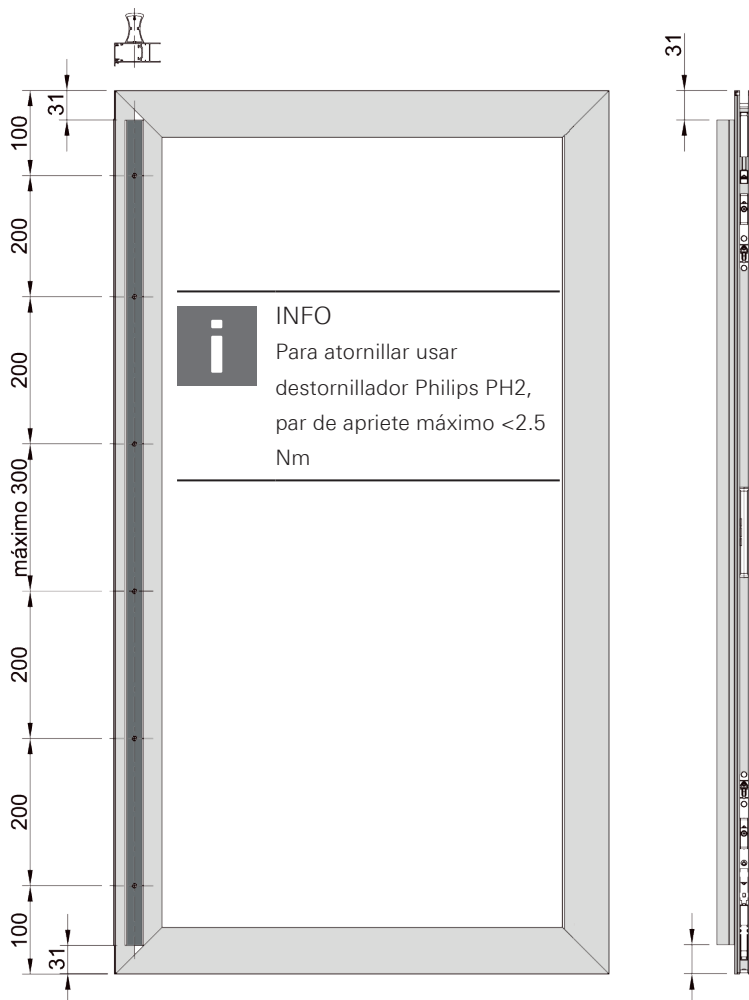 31
31
100
200
200
máximo 300
200
200
100
31
INFO
Para atornillar usar
destornillador Philips PH2,
par de apriete máximo <2.5
Nm